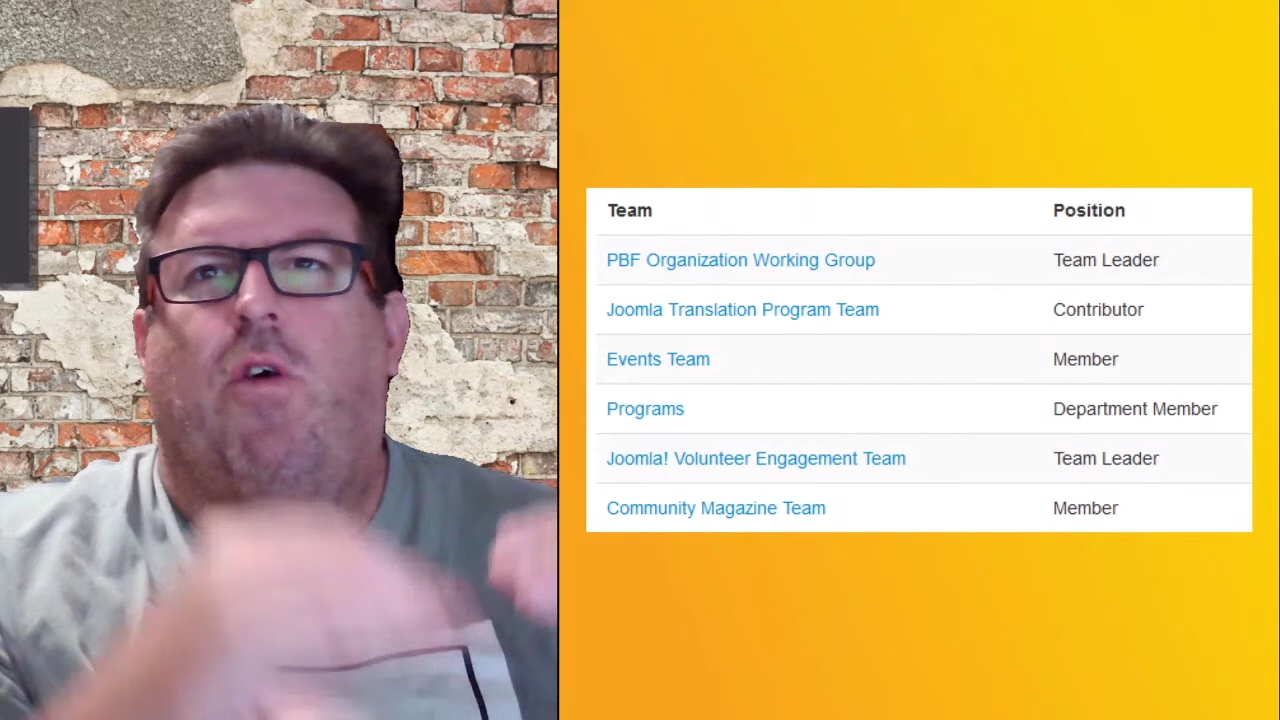 Team Position
PBF Organization Working Group Team Leader
Joomla Translation Program Team Contributor
Events Team Member
Programs Department Member
Joomla! Volunteer Engagement Team Team Leader
Community Magazine Team Member